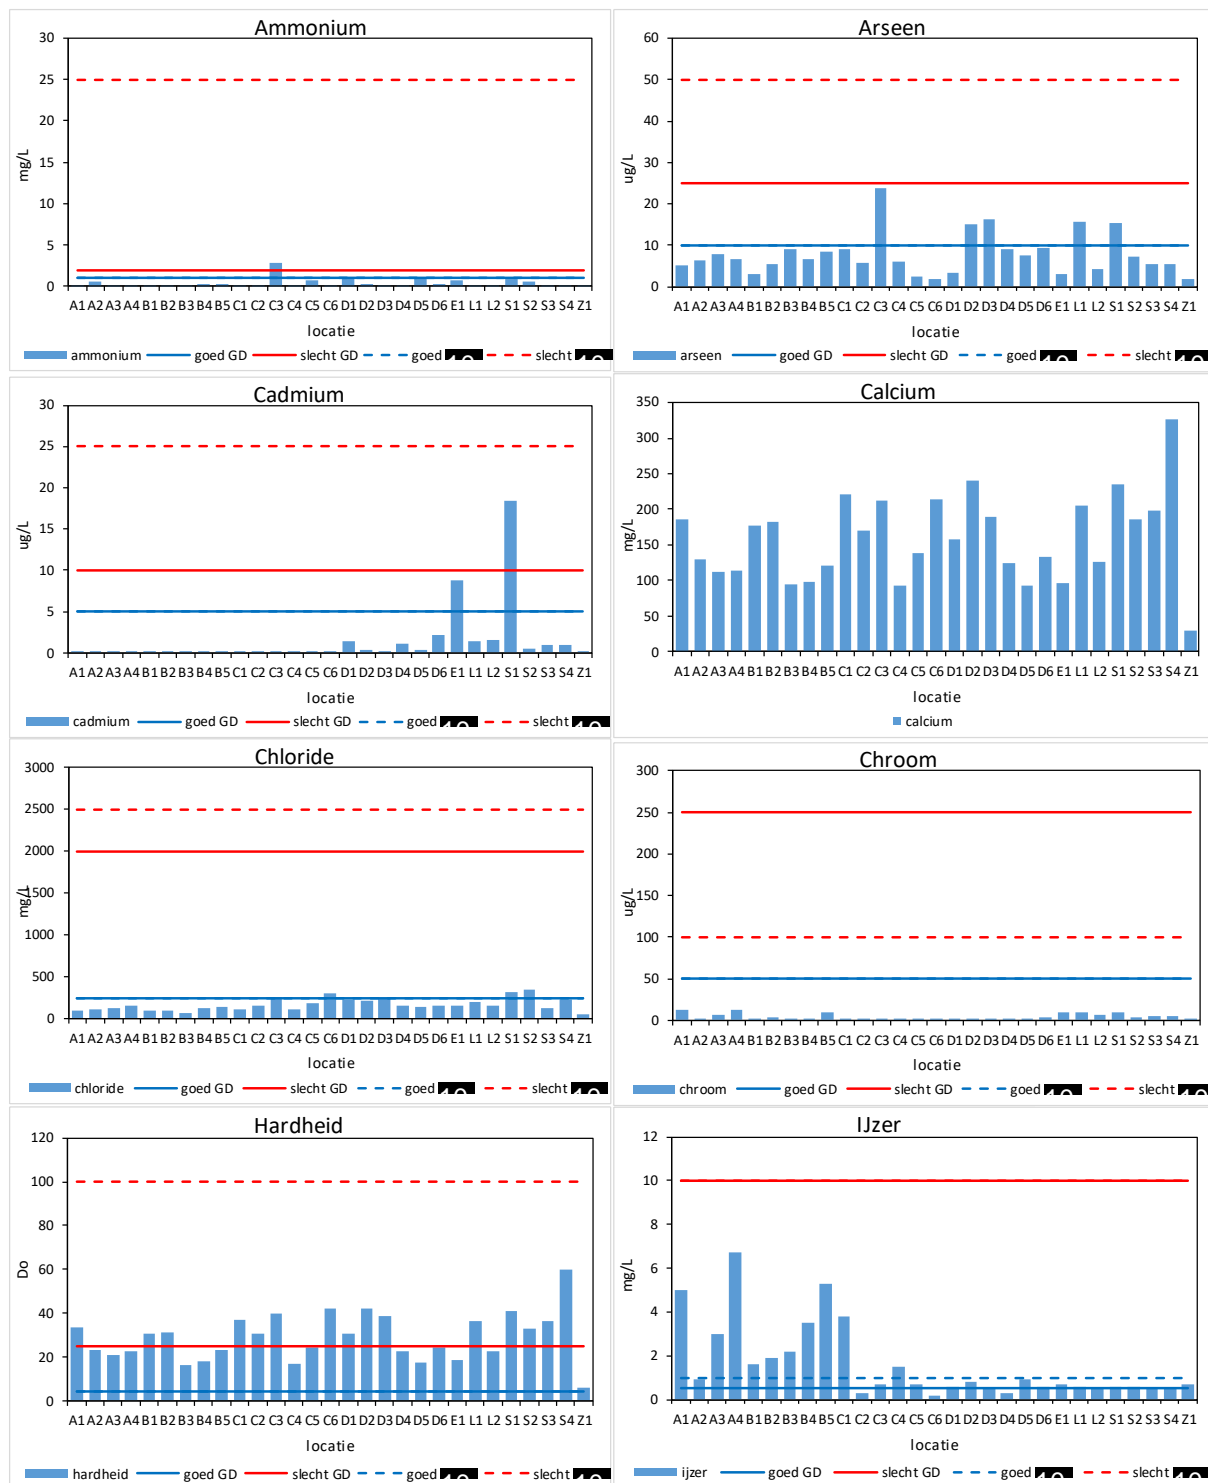 Ammonium
30
25
20
15
10
5
0
mg/L
A1 A2 A3 A4 B1 B2 B3 B4 B5 C1 C2 C3 C4 C5 C6 D1 D2 D3 D4 D5 D6 E1 L1 L2 S1 S2 S3 S4 Z1
locatie
ammonium goed GD slecht GD goed slecht
Arseen
60
50
40
30
20
10
0
ug/L
A1 A2 A3 A4 B1 B2 B3 B4 B5 C1 C2 C3 C4 C5 C6 D1 D2 D3 D4 D5 D6 E1 L1 L2 S1 S2 S3 S4 Z1
locatie
arseen goed GD slecht GD goed slecht
Cadmium
30
25
20
15
10
5
0
ug/L
A1 A2 A3 A4 B1 B2 B3 B4 B5 C1 C2 C3 C4 C5 C6 D1 D2 D3 D4 D5 D6 E1 L1 L2 S1 S2 S3 S4 Z1
locatie
cadmium goed GD slecht GD goed slecht
Calcium
350
300
250
200
150
100
50
0
mg/L
A1 A2 A3 A4 B1 B2 B3 B4 B5 C1 C2 C3 C4 C5 C6 D1 D2 D3 D4 D5 D6 E1 L1 L2 S1 S2 S3 S4 Z1
locatie
calcium
Chloride
3000
2500
2000
1500
1000
500
0
mg/L
A1 A2 A3 A4 B1 B2 B3 B4 B5 C1 C2 C3 C4 C5 C6 D1 D2 D3 D4 D5 D6 E1 L1 L2 S1 S2 S3 S4 Z1
locatie
chloride goed GD slecht GD goed slecht
Chroom
300
250
200
150
100
50
0
ug/L
A1 A2 A3 A4 B1 B2 B3 B4 B5 C1 C2 C3 C4 C5 C6 D1 D2 D3 D4 D5 D6 E1 L1 L2 S1 S2 S3 S4 Z1
locatie
chroom goed GD slecht GD goed slecht
Hardheid
120
100
80
60
40
20
0
Do
A1 A2 A3 A4 B1 B2 B3 B4 B5 C1 C2 C3 C4 C5 C6 D1 D2 D3 D4 D5 D6 E1 L1 L2 S1 S2 S3 S4 Z1
locatie
hardheid goed GD slecht GD goed slecht
IJzer
12
10
8
6
4
2
0
mg/L
A1 A2 A3 A4 B1 B2 B3 B4 B5 C1 C2 C3 C4 C5 C6 D1 D2 D3 D4 D5 D6 E1 L1 L2 S1 S2 S3 S4 Z1
locatie
ijzer goed GD slecht GD goed slecht